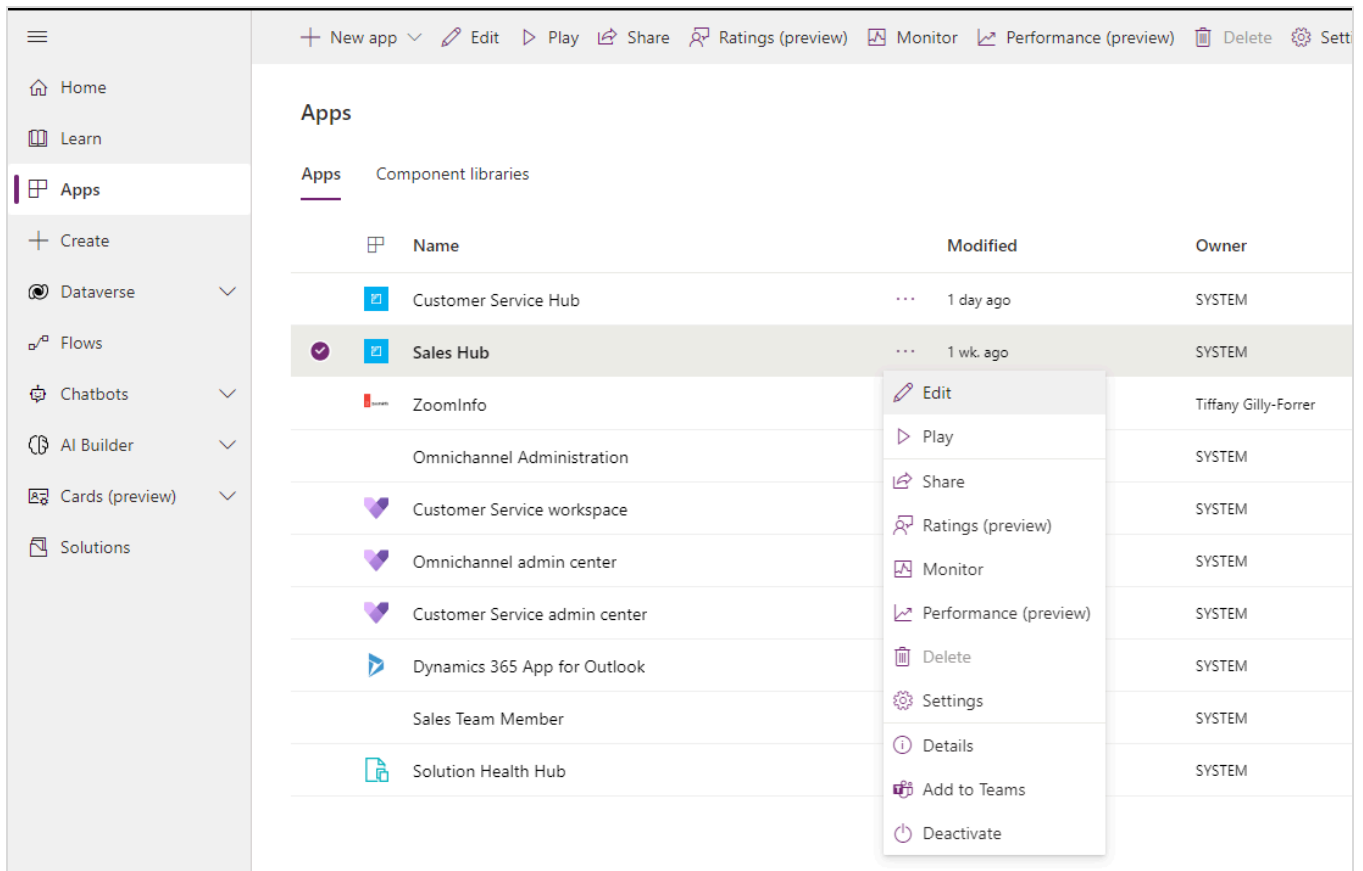 New app Edit Play Share Ratings (preview) Monitor Performance (preview) Delete
Home
Learn
Apps
Create
Dataverse
Flows
Chatbots
AI Builder
Cards (preview)
Solutions
Apps
Apps Component libraries
Name Modified Owner
Customer Service Hub ... 1 day ago SYSTEM
Sales Hub ... 1 wk. ago SYSTEM
ZoomInfo Tiffany Gilly-Forrer
Omnichannel Administration SYSTEM
Customer Service workspace SYSTEM
Omnichannel admin center SYSTEM
Customer Service admin center SYSTEM
Dynamics 365 App for Outlook SYSTEM
Sales Team Member SYSTEM
Solution Health Hub SYSTEM
Edit
Play
Share
Ratings (preview)
Monitor
Performance (preview)
Delete
Settings
Details
Add to Teams
Deactivate